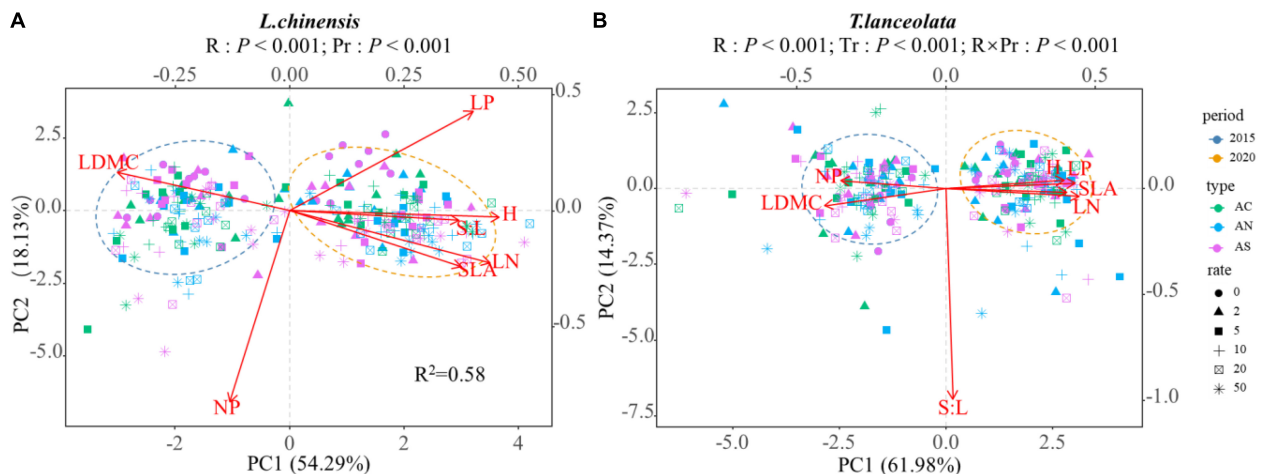 A
L.chinensis
R : P < 0.001; Pr : P < 0.001
-0.25 0.00 0.25 0.50
2.5
0.0
-2.5
-5.0
PC2 (18.13%)
0.5
0.0
-0.5
LP
LDMC
H
S:L
LN
SLA
NP
R²=0.58
-2 0 2 4
PC1 (54.29%)
B
T.lanceolata
R : P < 0.001; Tr : P < 0.001; R×Pr : P < 0.001
-0.5 0.0 0.5
2.5
0.0
-2.5
-5.0
-7.5
PC2 (14.37%)
0.0
-0.5
-1.0
NP
LDMC
H LP
SLA
LN
S:L
-5.0 -2.5 0.0 2.5
PC1 (61.98%)
period
2015
2020
type
AC
AN
AS
rate
0
2
5
10
20
50